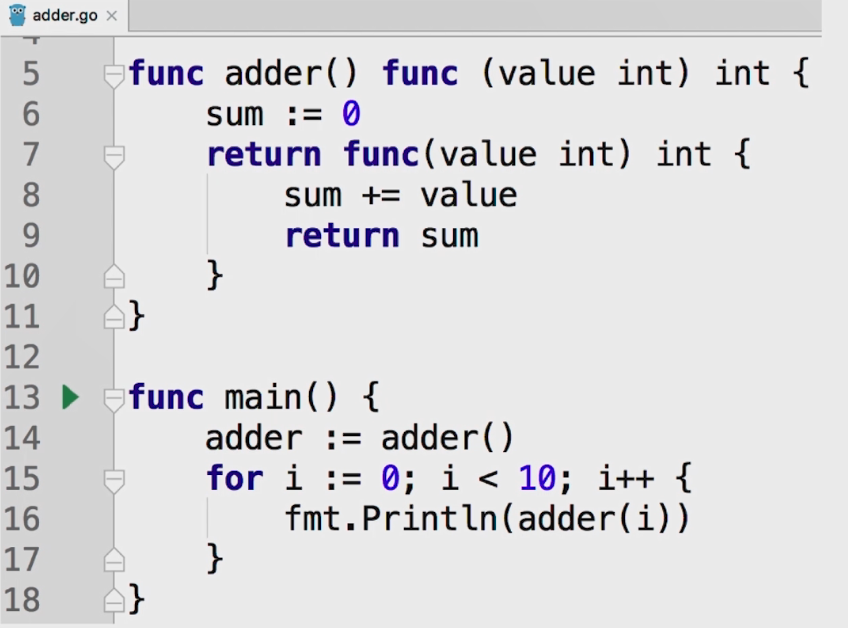 adder.go
5 func adder() func (value int) int {
6 sum := 0
7 return func(value int) int {
8 sum += value
9 return sum
10 }
11 }
12
13 func main() {
14 adder := adder()
15 for i := 0; i < 10; i++ {
16 fmt.Println(adder(i))
17 }
18 }